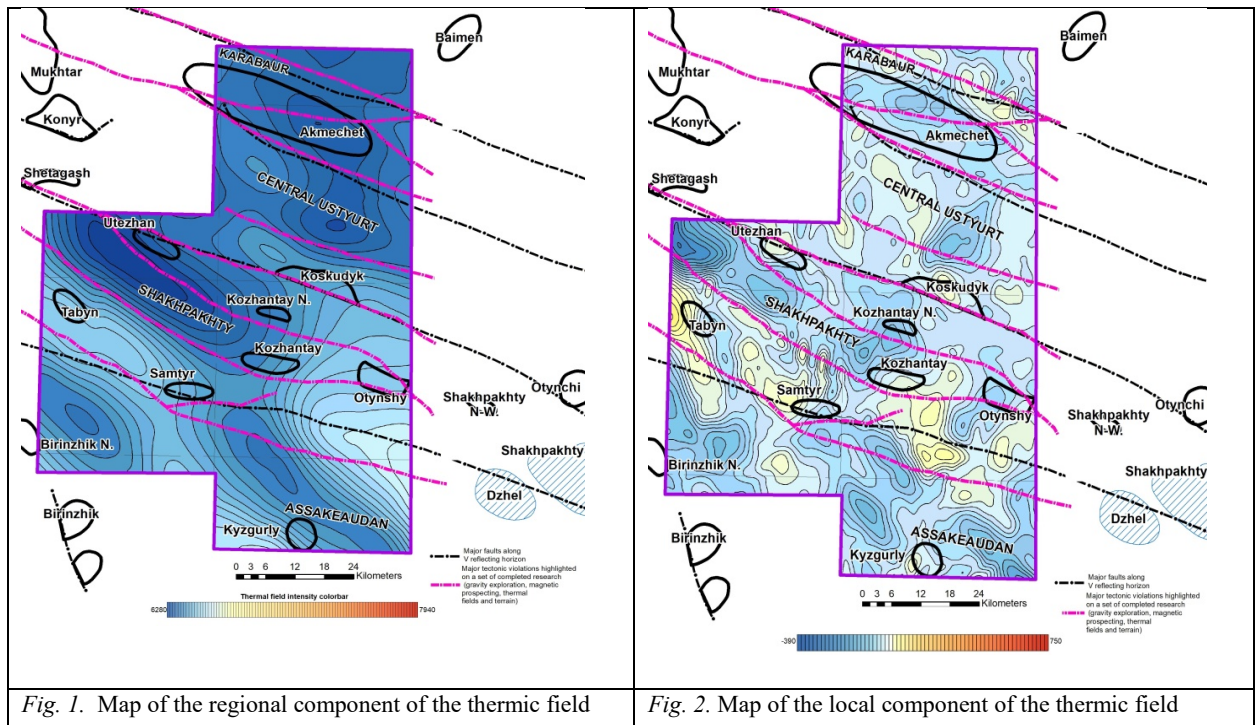 Baimen
KARABAUR
Mukhtar
Konyr
Akmechet
Shetagash
CENTRAL USTYURT
Utezhan
Koskudyk
SHAKHPAKHTY
Kozhantay N.
Tabyn
Kozhantay
Samtyr
Otynshy
Otynchi
Shakhpakhty
N-W.
Birinzhik N.
Shakhpakhty
Dzhel
Birinzhik
ASSAKEAUDAN
Kyzgurly
0 3 6 12 18 24
Kilometers
Major faults along
V reflecting horizon
Major tectonic violations highlighted
on a set of completed research
(gravity exploration, magnetic
prospecting, thermal
fields and terrain)
Thermal field intensity colorbar
6280
7940
Fig. 1. Map of the regional component of the thermic field
Baimen
KARABAUR
Mukhtar
Konyr
Akmechet
Shetagash
CENTRAL USTYURT
Utezhan
Koskudyk
SHAKHPAKHTY
Kozhantay N.
Tabyn
Kozhantay
Samtyr
Otynshy
Otynchi
Shakhpakhty
N-W.
Birinzhik N.
Shakhpakhty
Dzhel
Birinzhik
ASSAKEAUDAN
Kyzgurly
0 3 6 12 18 24
Kilometers
Major faults along
V reflecting horizon
Major tectonic violations highlighted
on a set of completed research
(gravity exploration, magnetic
prospecting, thermal
fields and terrain)
-390
750
Fig. 2. Map of the local component of the thermic field